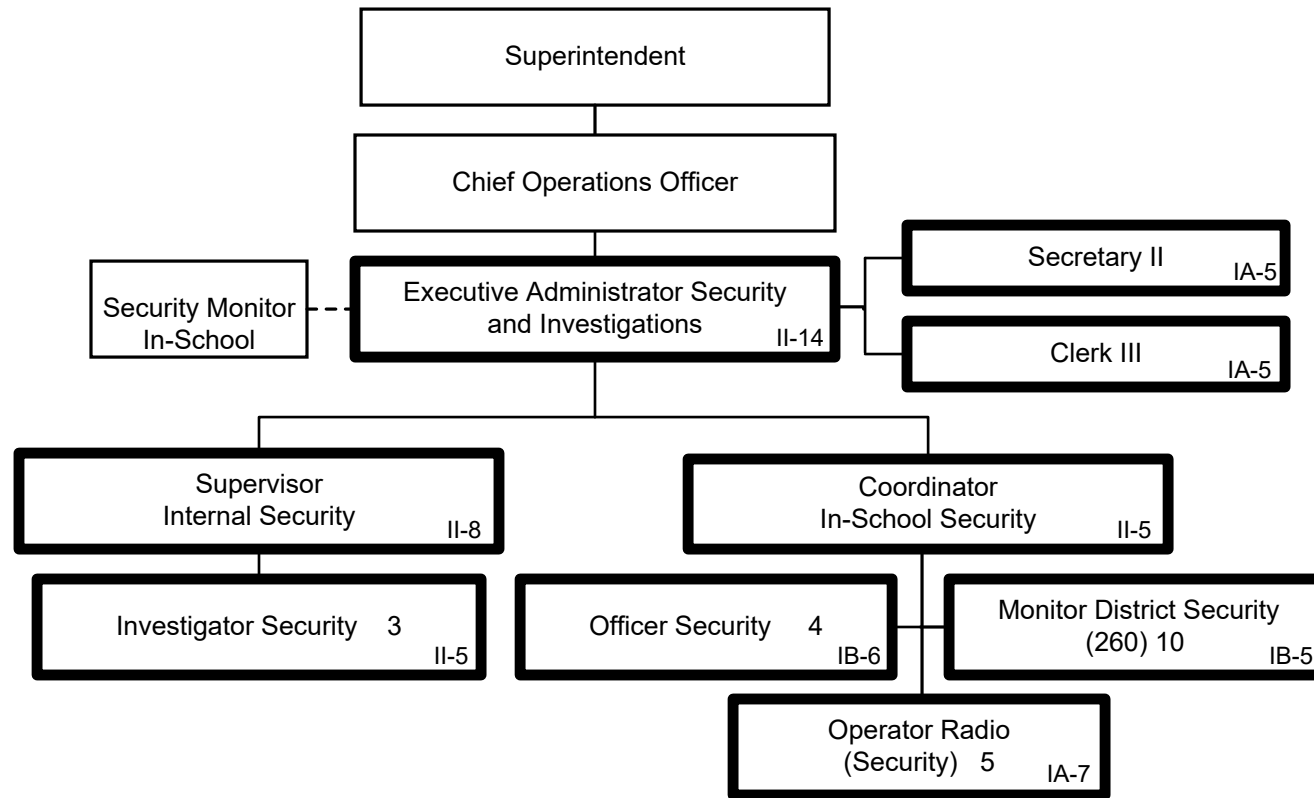 Superintendent
Chief Operations Officer
Security Monitor
In-School
Executive Administrator Security
and Investigations
II-14
Secretary II
IA-5
Clerk III
IA-5
Supervisor
Internal Security
II-8
Coordinator
In-School Security
II-5
Investigator Security 3
II-5
Officer Security 4
IB-6
Monitor District Security
(260) 10
IB-5
Operator Radio
(Security) 5
IA-7